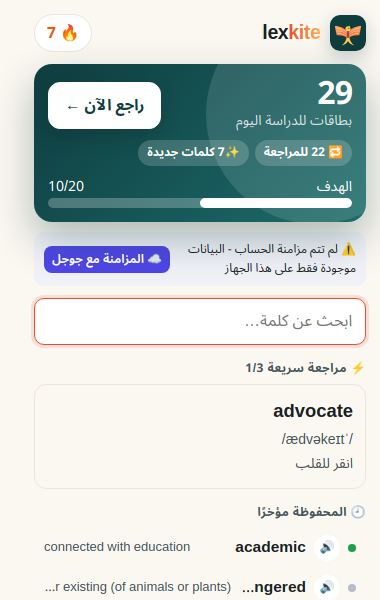 lexkite
🔥 7
29
بطاقات للدراسة اليوم
راجع الآن ←
🔁 22 للمراجعة
✨7 كلمات جديدة
الهدف
10/20
⚠️ لم تتم مزامنة الحساب - البيانات موجودة فقط على هذا الجهاز
☁️ المزامنة مع جوجل
ابحث عن كلمة...
⚡ مراجعة سريعة 1/3
advocate
/ˈædvəkeɪt/
انقر للقلب
🕘 المحفوظة مؤخرًا
academic
connected with education
...ngered
...r existing (of animals or plants)